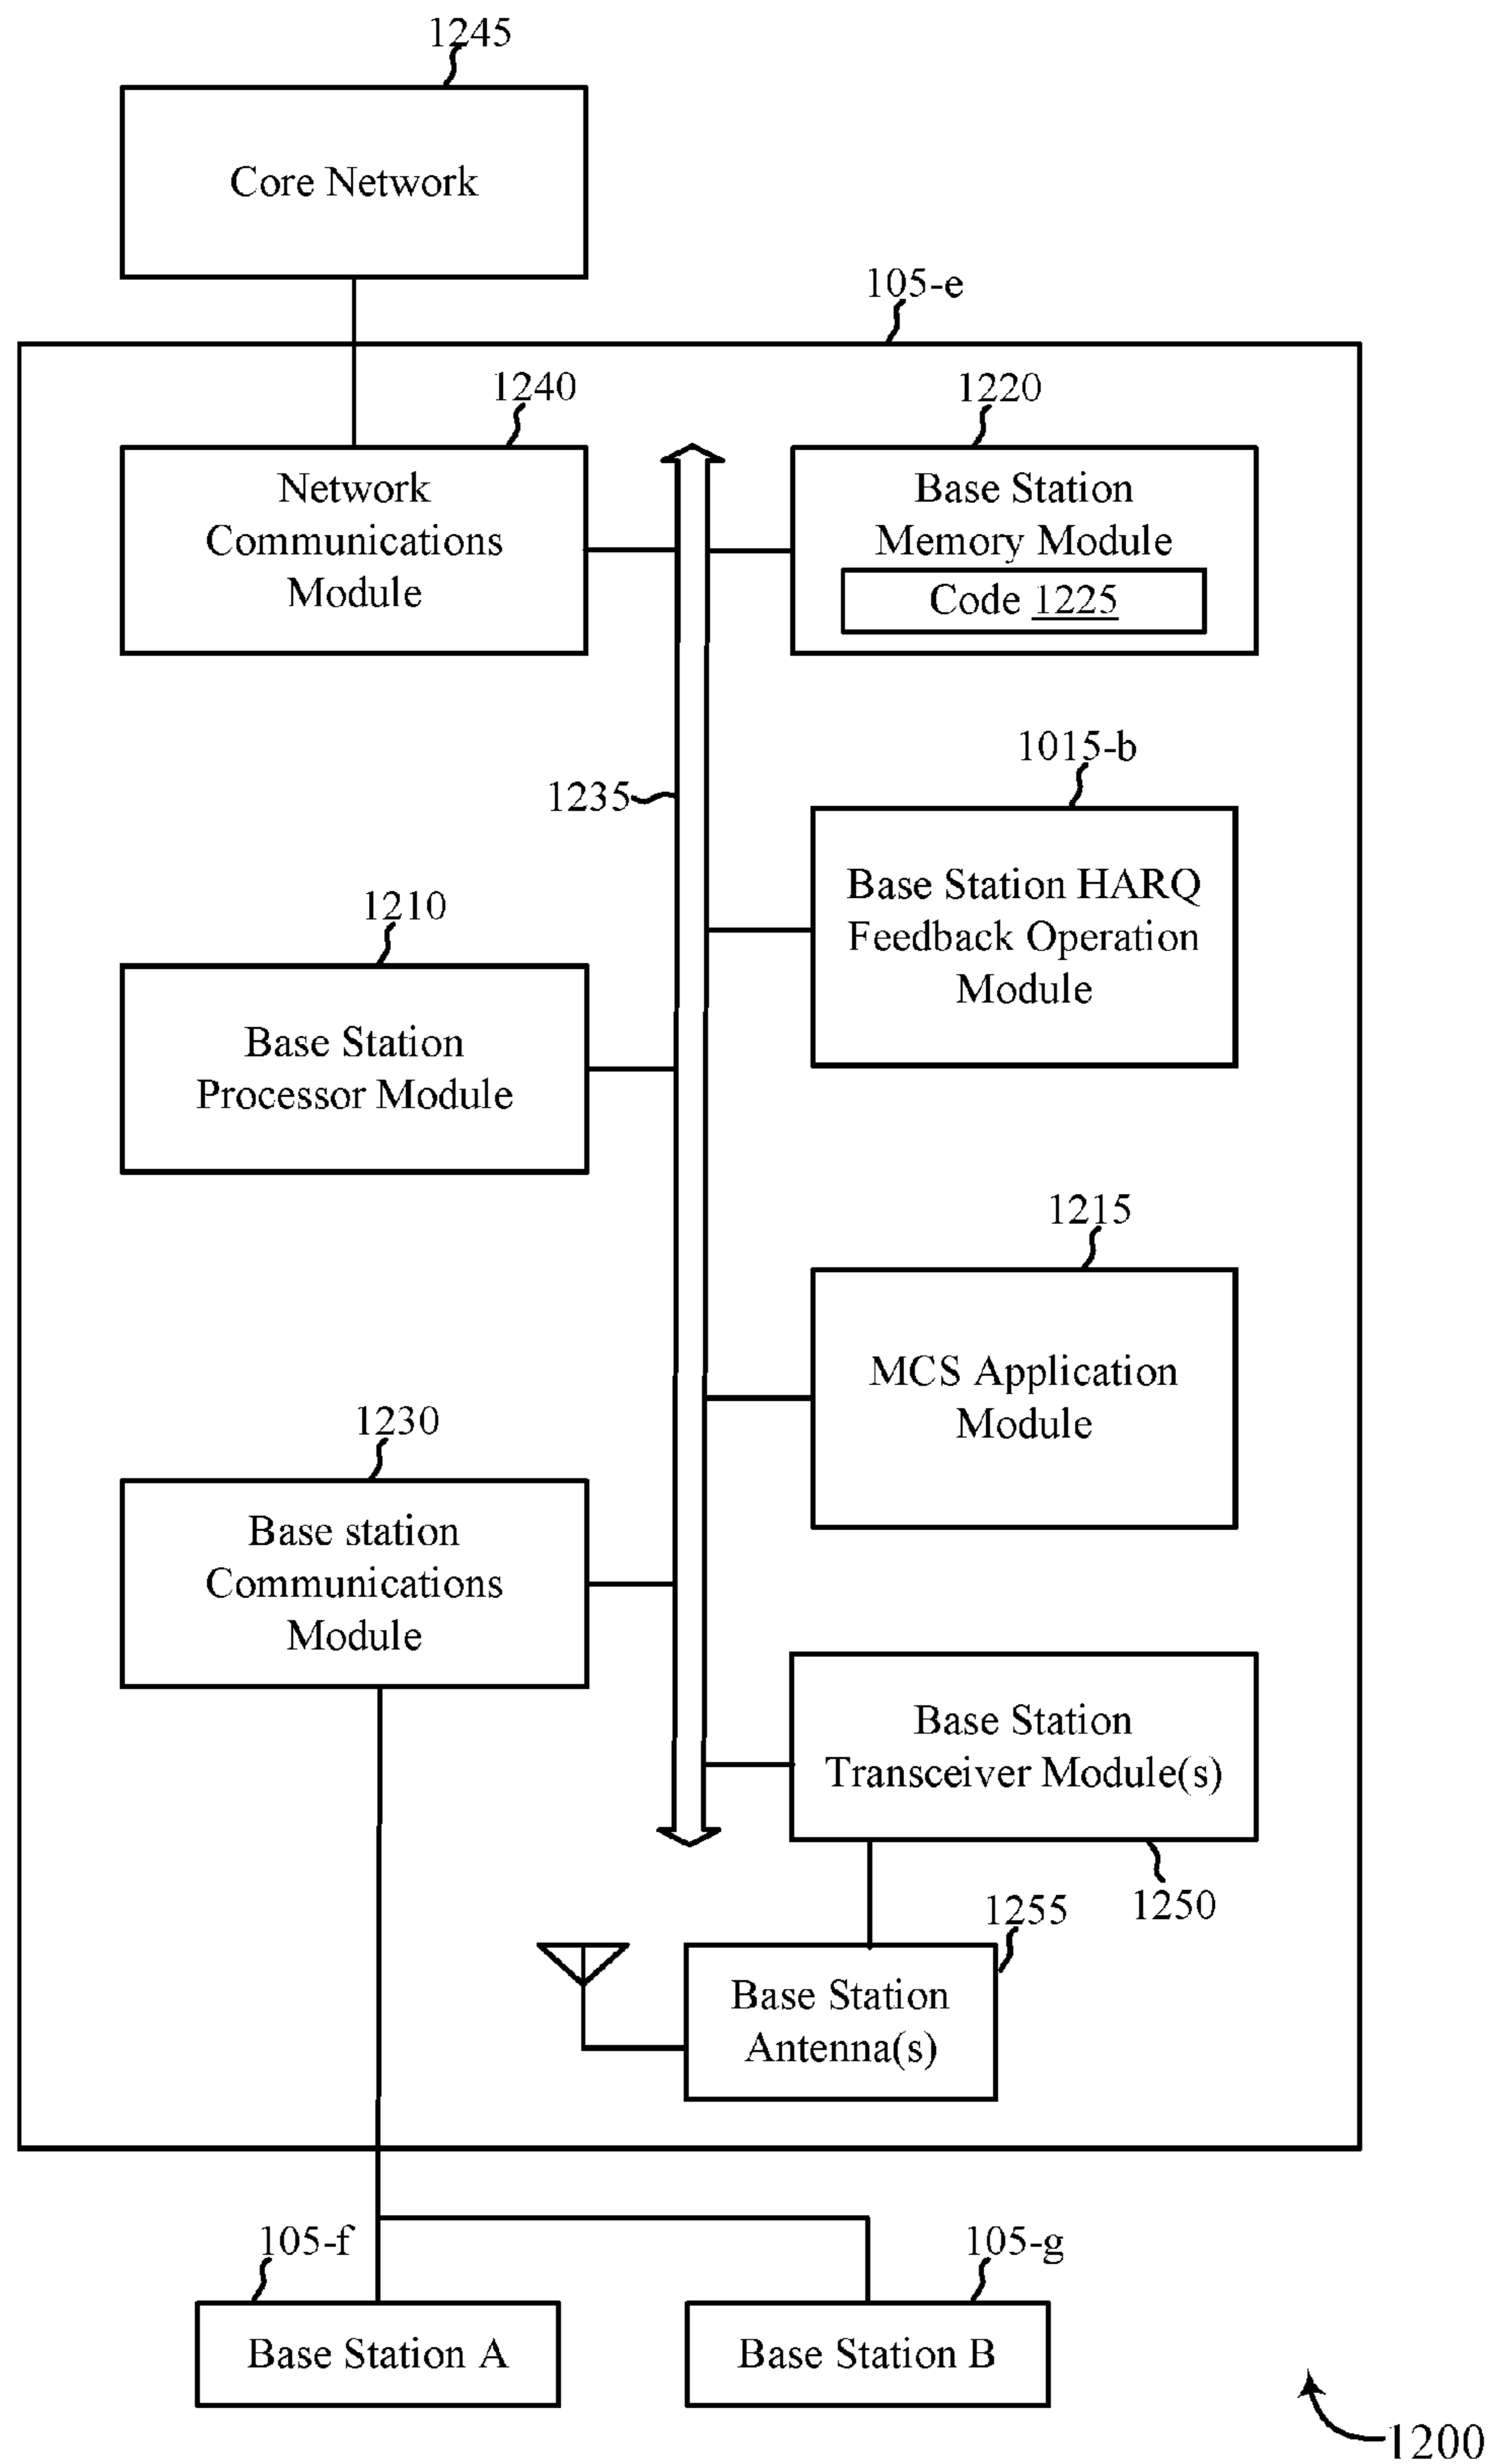 1245
Core Network
105-e
1240
1220
Network
Communications
Module
Base Station
Memory Module
Code 1225
1015-b
1235
Base Station HARQ
Feedback Operation
Module
1210
Base Station
Processor Module
1215
MCS Application
Module
1230
Base station
Communications
Module
Base Station
Transceiver Module(s)
1250
1255
Base Station
Antenna(s)
105-f
105-g
Base Station A
Base Station B
1200